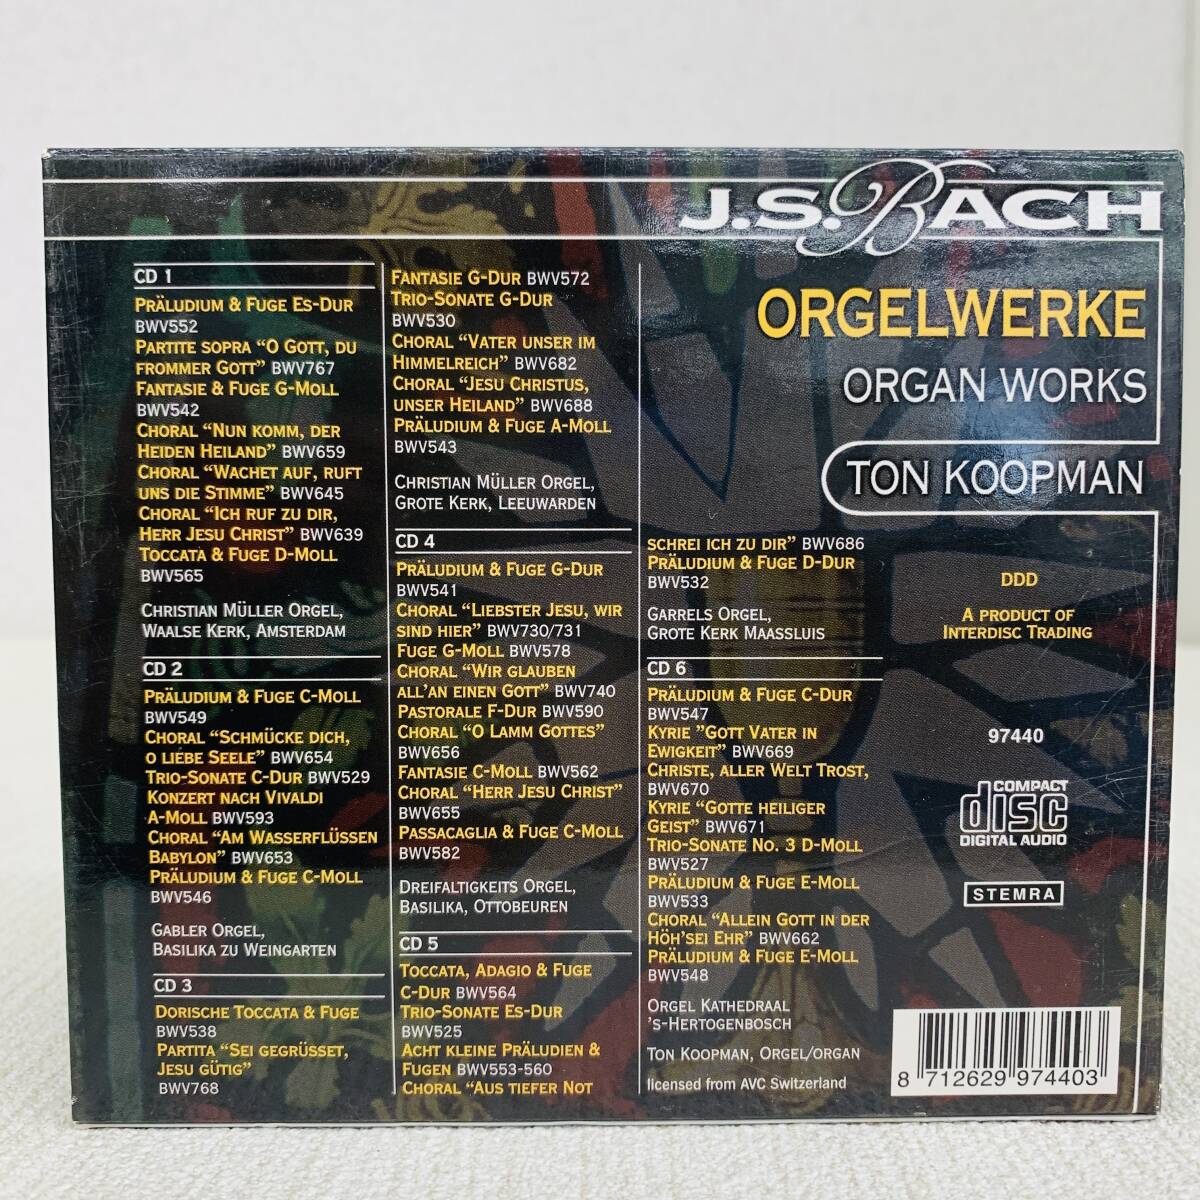 J.S.BACH
ORGELWERKE
ORGAN WORKS
TON KOOPMAN
CD 1
PRÄLUDIUM & FUGE ES-DUR
BWV552
PARTITE SOPRA “O GOTT, DU
FROMMER GOTT” BWV767
FANTASIE & FUGE G-MOLL
BWV542
CHORAL “NUN KOMM, DER
HEIDEN HEILAND” BWV659
CHORAL “WACHET AUF, RUFT
UNS DIE STIMME” BWV645
CHORAL “ICH RUF ZU DIR,
HERR JESU CHRIST” BWV639
TOCCATA & FUGE D-MOLL
BWV565
CHRISTIAN MÜLLER ORGEL,
WAALSE KERK, AMSTERDAM
CD 2
PRÄLUDIUM & FUGE C-MOLL
BWV549
CHORAL “SCHMÜCKE DICH,
O LIEBE SEELE” BWV654
TRIO-SONATE C-DUR BWV529
KONZERT NACH VIVALDI
A-MOLL BWV593
CHORAL “AM WASSERFLÜSSEN
BABYLON” BWV653
PRÄLUDIUM & FUGE C-MOLL
BWV546
GABLER ORGEL,
BASILIKA ZU WEINGARTEN
CD 3
DORISCHE TOCCATA & FUGE
BWV538
PARTITA “SEI GEGRÜSSET,
JESU GÜTIG”
BWV768
FANTASIE G-DUR BWV572
TRIO-SONATE G-DUR
BWV530
CHORAL “VATER UNSER IM
HIMMELREICH” BWV682
CHORAL “JESU CHRISTUS,
UNSER HEILAND” BWV688
PRÄLUDIUM & FUGE A-MOLL
BWV543
CHRISTIAN MÜLLER ORGEL,
GROTE KERK, LEEUWARDEN
CD 4
PRÄLUDIUM & FUGE G-DUR
BWV541
CHORAL “LIEBSTER JESU, WIR
SIND HIER” BWV730/731
FUGE G-MOLL BWV578
CHORAL “WIR GLAUBEN
ALL’AN EINEN GOTT” BWV740
PASTORALE F-DUR BWV590
CHORAL “O LAMM GOTTES”
BWV656
FANTASIE C-MOLL BWV562
CHORAL “HERR JESU CHRIST”
BWV655
PASSACAGLIA & FUGE C-MOLL
BWV582
DREIFALTIGKEITS ORGEL,
BASILIKA, OTTOBEUREN
CD 5
TOCCATA, ADAGIO & FUGE
C-DUR BWV564
TRIO-SONATE ES-DUR
BWV525
ACHT KLEINE PRÄLUDIEN &
FUGEN BWV553-560
CHORAL “AUS TIEFER NOT
SCHREI ICH ZU DIR” BWV686
PRÄLUDIUM & FUGE D-DUR
BWV532
GARRELS ORGEL,
GROTE KERK MAASSLUIS
CD 6
PRÄLUDIUM & FUGE C-DUR
BWV547
KYRIE "GOTT VATER IN
EWIGKEIT” BWV669
CHRISTE, ALLER WELT TROST,
BWV670
KYRIE “GOTTE HEILIGER
GEIST” BWV671
TRIO-SONATE NO. 3 D-MOLL
BWV527
PRÄLUDIUM & FUGE E-MOLL
BWV533
CHORAL “ALLEIN GOTT IN DER
HÖH’SEI EHR” BWV662
PRÄLUDIUM & FUGE E-MOLL
BWV548
ORGEL KATHEDRAAL
’S-HERTOGENBOSCH
TON KOOPMAN, ORGEL/ORGAN
licensed from AVC Switzerland
DDD
A PRODUCT OF
INTERDISC TRADING
97440
COMPACT
disc
DIGITAL AUDIO
STEMRA
8 712629 974403